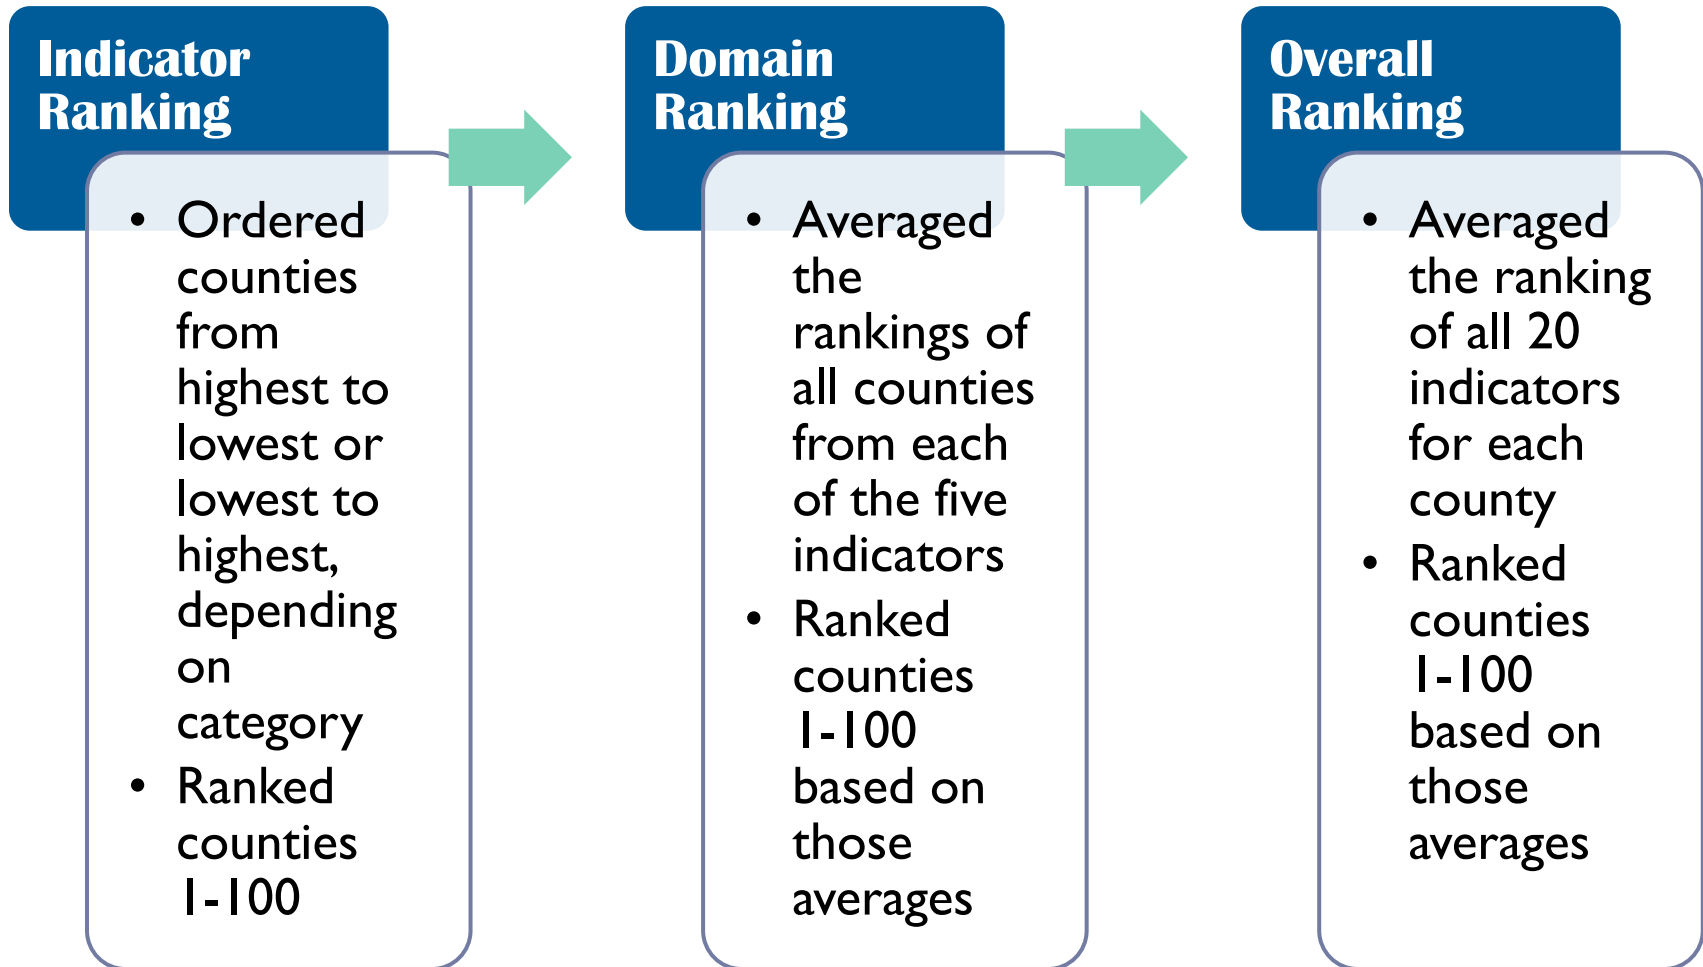 Indicator
Ranking
• Ordered
counties
from
highest to
lowest or
lowest to
highest,
depending
on
category
• Ranked
counties
1-100
Domain
Ranking
• Averaged
the
rankings of
all counties
from each
of the five
indicators
• Ranked
counties
1-100
based on
those
averages
Overall
Ranking
• Averaged
the ranking
of all 20
indicators
for each
county
• Ranked
counties
1-100
based on
those
averages